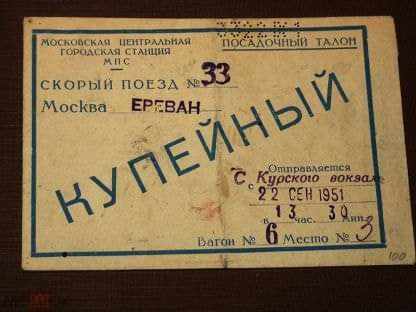 МОСКОВСКАЯ ЦЕНТРАЛЬНАЯ
ГОРОДСКАЯ СТАНЦИЯ
МПС
ПОСАДОЧНЫЙ ТАЛОН
СКОРЫЙ ПОЕЗД № 33
Москва ЕРЕВАН
КУПЕЙНЫЙ
Отправляется
С Курского вокзала
с 22 СЕН 1951
в 13 час. 30 мин.
Вагон № 6 Место № 3
100